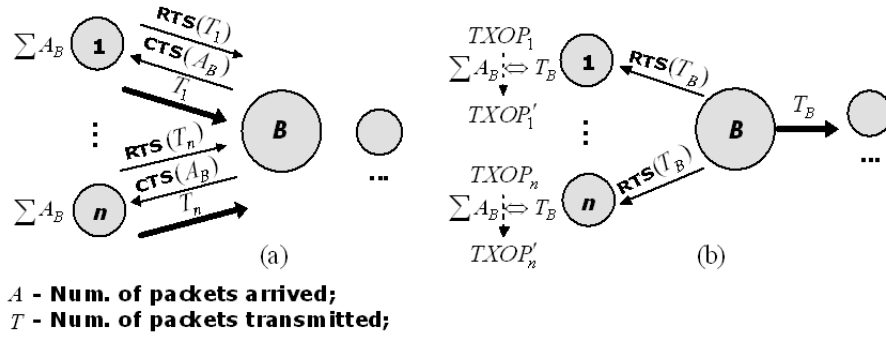 ∑ A_B
1
RTS(T_1)
CTS(A_B)
T_1
B
⋮
RTS(T_n)
CTS(A_B)
T_n
∑ A_B
n
...
(a)
TXOP_1
∑ A_B ⇔ T_B
TXOP'_1
1
RTS(T_B)
B
T_B
⋮
...
RTS(T_B)
TXOP_n
∑ A_B ⇔ T_B
TXOP'_n
n
(b)
A - Num. of packets arrived;
T - Num. of packets transmitted;